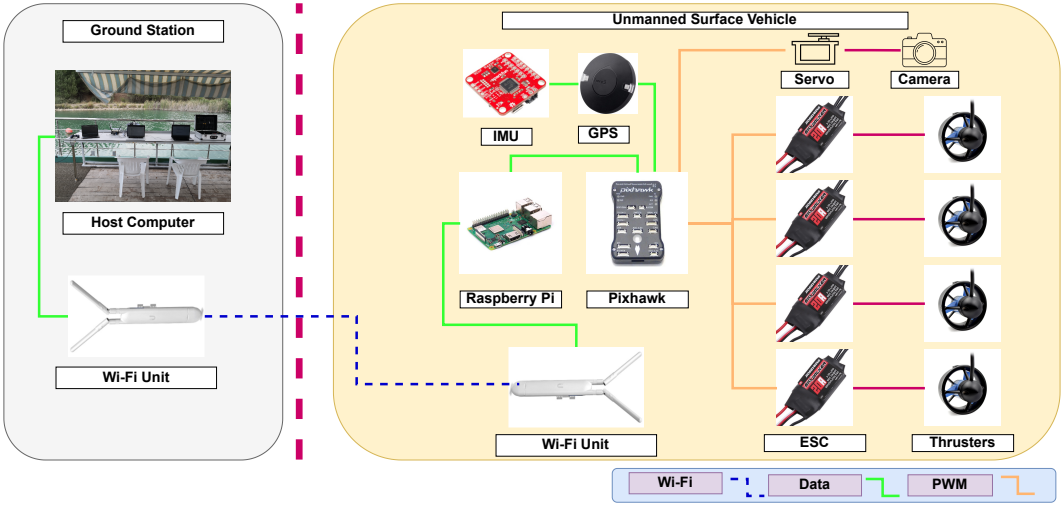 Ground Station
Unmanned Surface Vehicle
Servo
Camera
IMU
GPS
pixhawk
Host Computer
Raspberry Pi
Pixhawk
Wi-Fi Unit
Wi-Fi Unit
ESC
Thrusters
Wi-Fi
Data
PWM